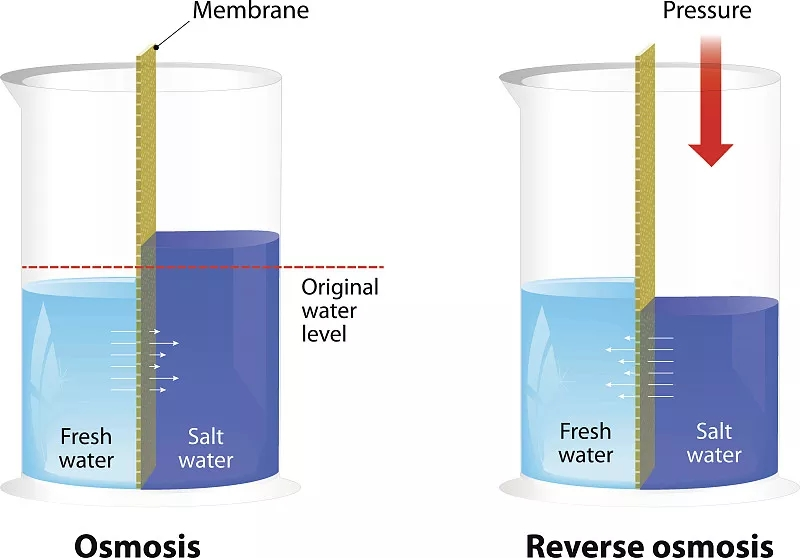 Membrane
Pressure
Original
water
level
Fresh
water
Salt
water
Fresh
water
Salt
water
Osmosis
Reverse osmosis